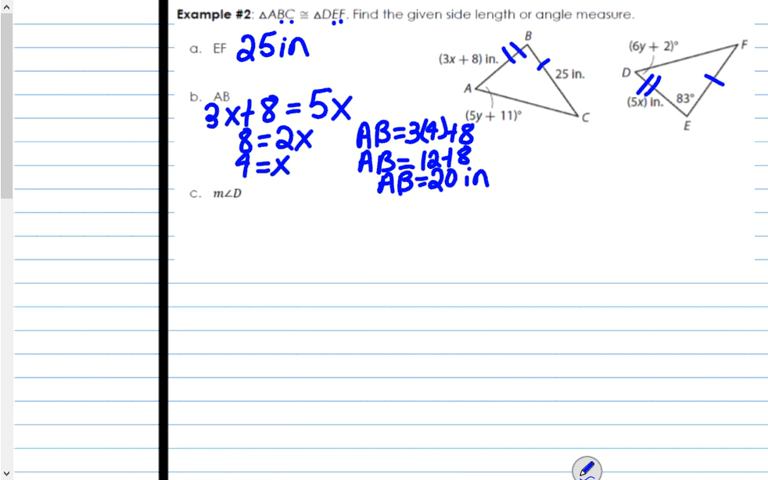 Example #2: △ABC ≅ △DEF. Find the given side length or angle measure.
a. EF 25in
B
(3x + 8) in.
25 in.
A
(5y + 11)°
C
(6y + 2)°
F
D
(5x) in.
83°
E
b. AB
3x+8=5x
8=2x
4=x
AB=3(4)+8
AB=12+8
AB=20 in
c. m∠D